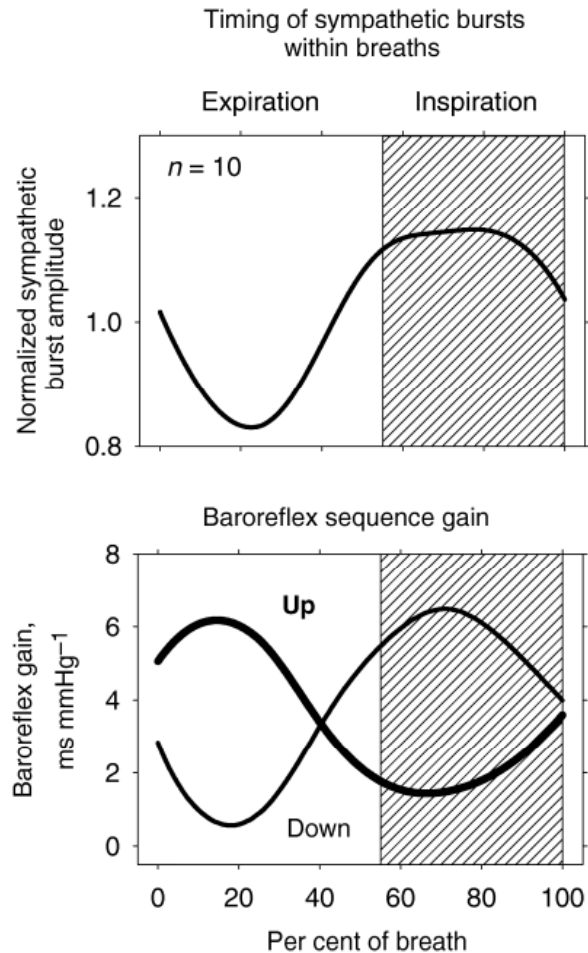 Timing of sympathetic bursts
within breaths
Expiration
Inspiration
n = 10
1.2
1.0
0.8
Normalized sympathetic
burst amplitude
Baroreflex sequence gain
8
6
4
2
0
Baroreflex gain,
ms mmHg⁻¹
Up
Down
0 20 40 60 80 100
Per cent of breath